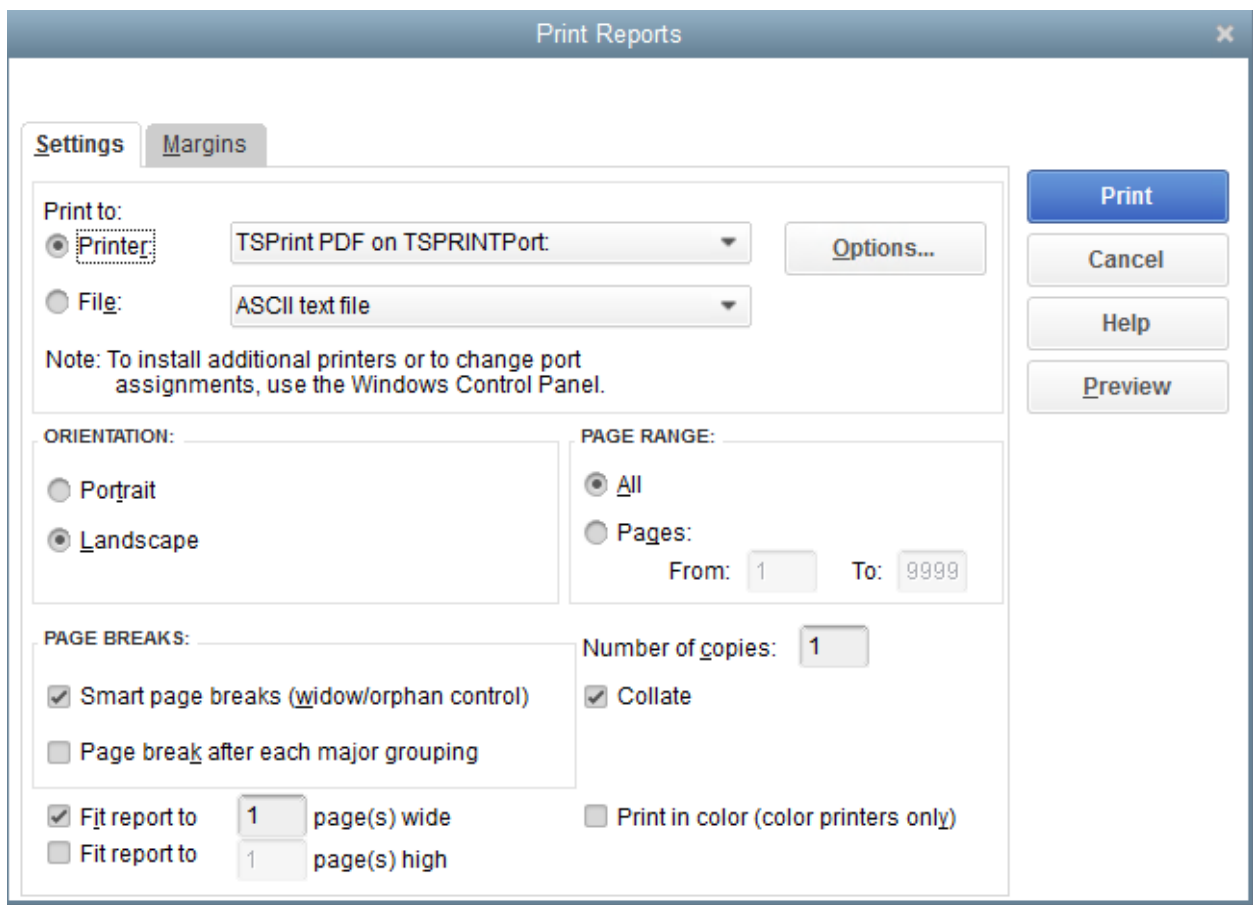 Print Reports
Settings
Margins
Print to:
Printer:
TSPrint PDF on TSPRINTPort:
Options...
File:
ASCII text file
Note: To install additional printers or to change port
assignments, use the Windows Control Panel.
Print
Cancel
Help
Preview
ORIENTATION:
Portrait
Landscape
PAGE RANGE:
All
Pages:
From: 1 To: 9999
PAGE BREAKS:
Smart page breaks (widow/orphan control)
Page break after each major grouping
Number of copies: 1
Collate
Fit report to 1 page(s) wide
Fit report to 1 page(s) high
Print in color (color printers only)